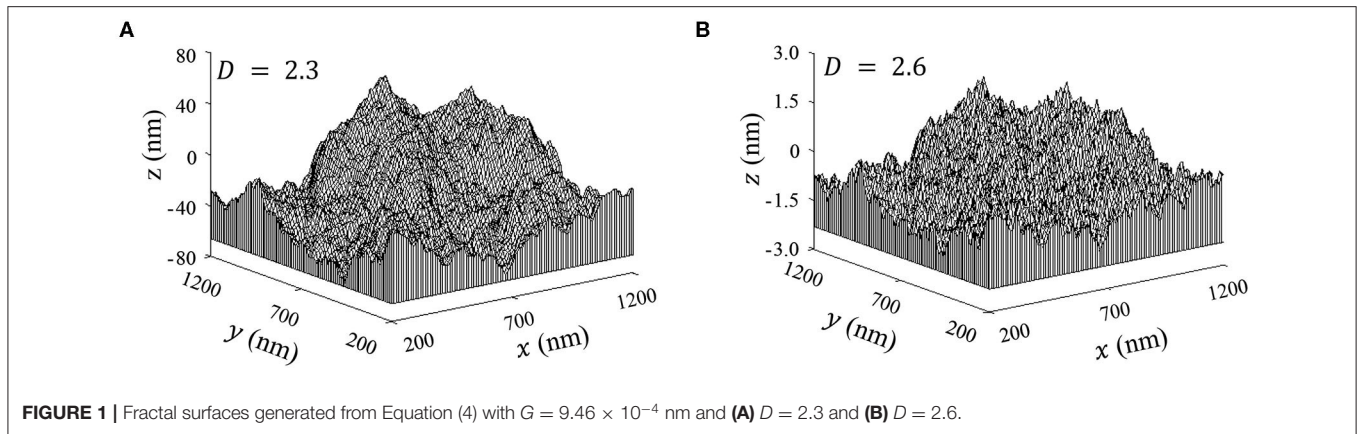 A
80
40
0
-40
-80
z (nm)
D = 2.3
1200
700
200
y (nm)
200
700
1200
x (nm)
B
3.0
1.5
0
-1.5
-3.0
z (nm)
D = 2.6
1200
700
200
y (nm)
200
700
1200
x (nm)
FIGURE 1 | Fractal surfaces generated from Equation (4) with G = 9.46 × 10⁻⁴ nm and (A) D = 2.3 and (B) D = 2.6.